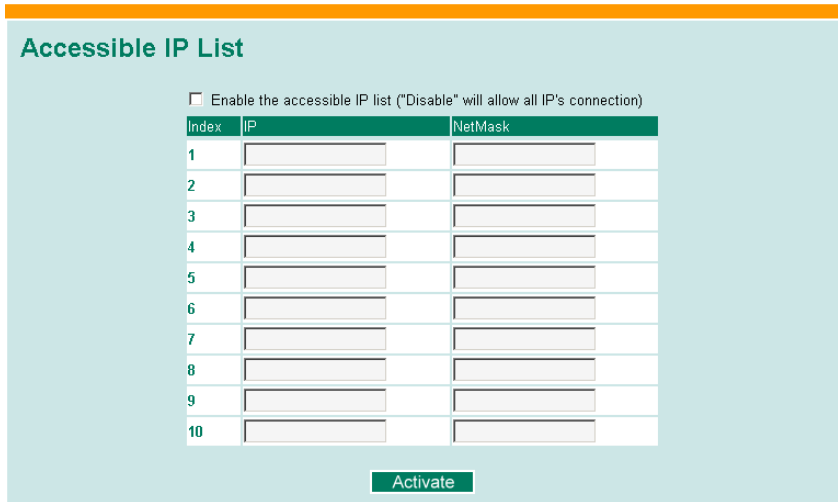 Accessible IP List
Enable the accessible IP list ("Disable" will allow all IP's connection)
Index IP NetMask
1
2
3
4
5
6
7
8
9
10
Activate